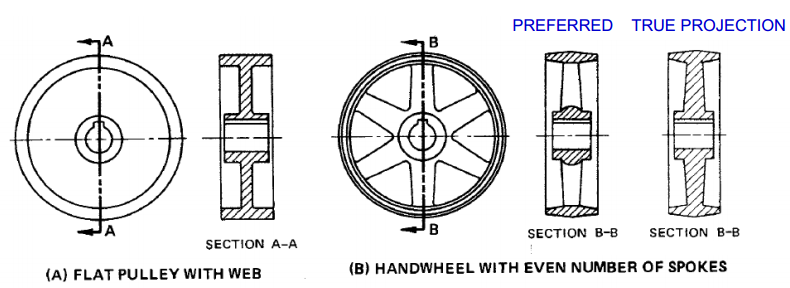 PREFERRED TRUE PROJECTION
A
B
A
B
SECTION A-A
SECTION B-B
SECTION B-B
(A) FLAT PULLEY WITH WEB
(B) HANDWHEEL WITH EVEN NUMBER OF SPOKES